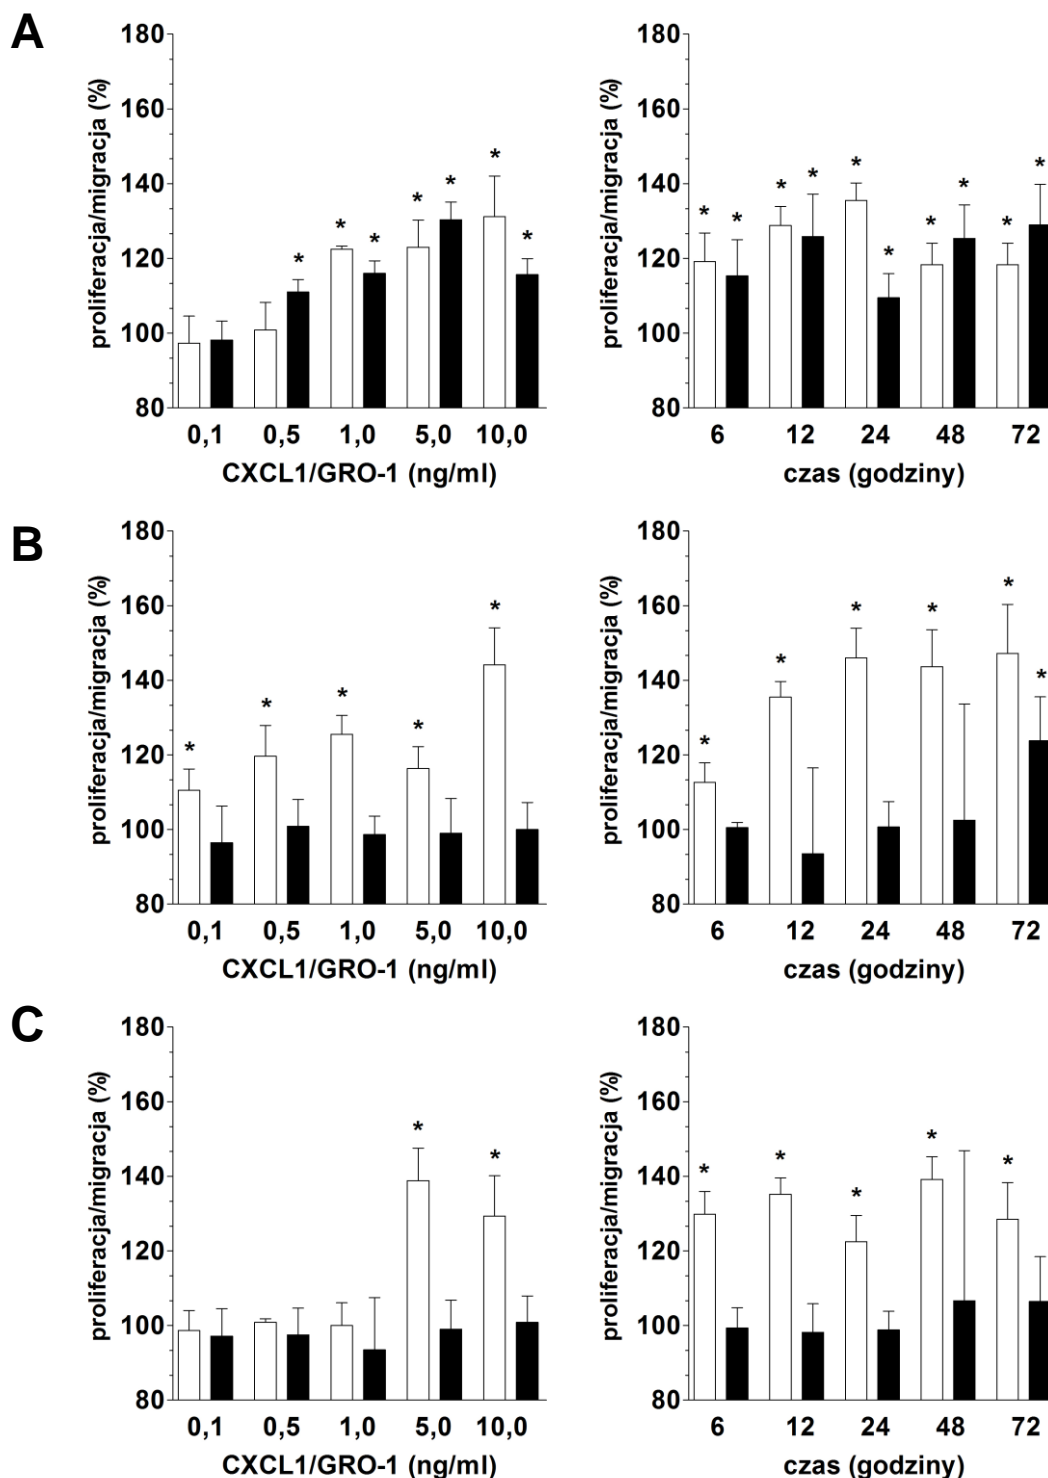 A
proliferacja/migracja (%)
180
160
140
120
100
80
* * * * * * *
0,1 0,5 1,0 5,0 10,0
CXCL1/GRO-1 (ng/ml)
proliferacja/migracja (%)
180
160
140
120
100
80
* * * * * * * * * *
6 12 24 48 72
czas (godziny)
B
proliferacja/migracja (%)
180
160
140
120
100
80
* * * * *
0,1 0,5 1,0 5,0 10,0
CXCL1/GRO-1 (ng/ml)
proliferacja/migracja (%)
180
160
140
120
100
80
* * * * * *
6 12 24 48 72
czas (godziny)
C
proliferacja/migracja (%)
180
160
140
120
100
80
* *
0,1 0,5 1,0 5,0 10,0
CXCL1/GRO-1 (ng/ml)
proliferacja/migracja (%)
180
160
140
120
100
80
* * * * *
6 12 24 48 72
czas (godziny)